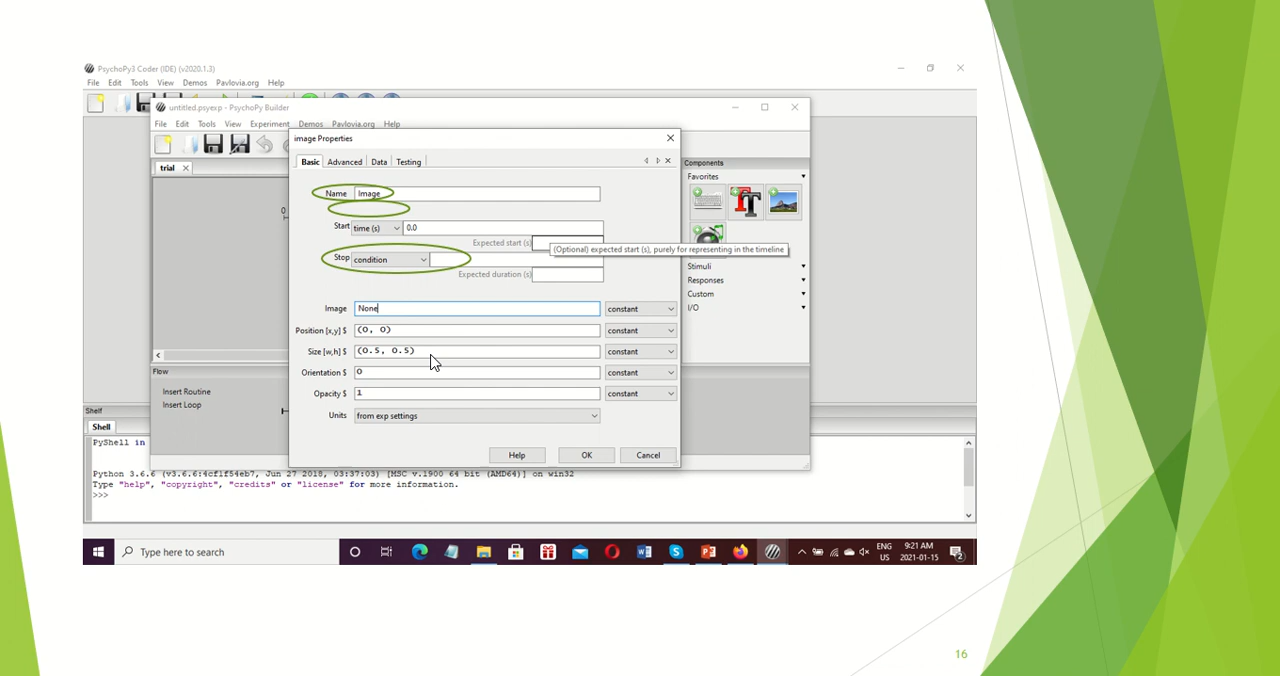 PsychoPy3 Coder (IDE) (v2020.1.3)
File Edit Tools View Demos Pavlovia.org Help
untitled.psyexp - PsychoPy Builder
File Edit Tools View Experiment Demos Pavlovia.org Help
image Properties
trial
Basic Advanced Data Testing
Components
Favorites
Name Image
0
Start time (s) 0.0
Expected start (s)
(Optional) expected start (s), purely for representing in the timeline
Stop condition
Expected duration (s)
Stimuli
Responses
Custom
I/O
Image None constant
Position [x,y] $ (0, 0) constant
Size [w,h] $ (0.5, 0.5) constant
Orientation $ 0 constant
Opacity $ 1 constant
Units from exp settings
Flow
Insert Routine
Insert Loop
Help OK Cancel
Shelf
Shell
PyShell in
Python 3.6.6 (v3.6.6:4cf1f54eb7, Jun 27 2018, 03:37:03) [MSC v.1900 64 bit (AMD64)] on win32
Type "help", "copyright", "credits" or "license" for more information.
>>>
Type here to search
ENG
US
9:21 AM
2021-01-15
2
16